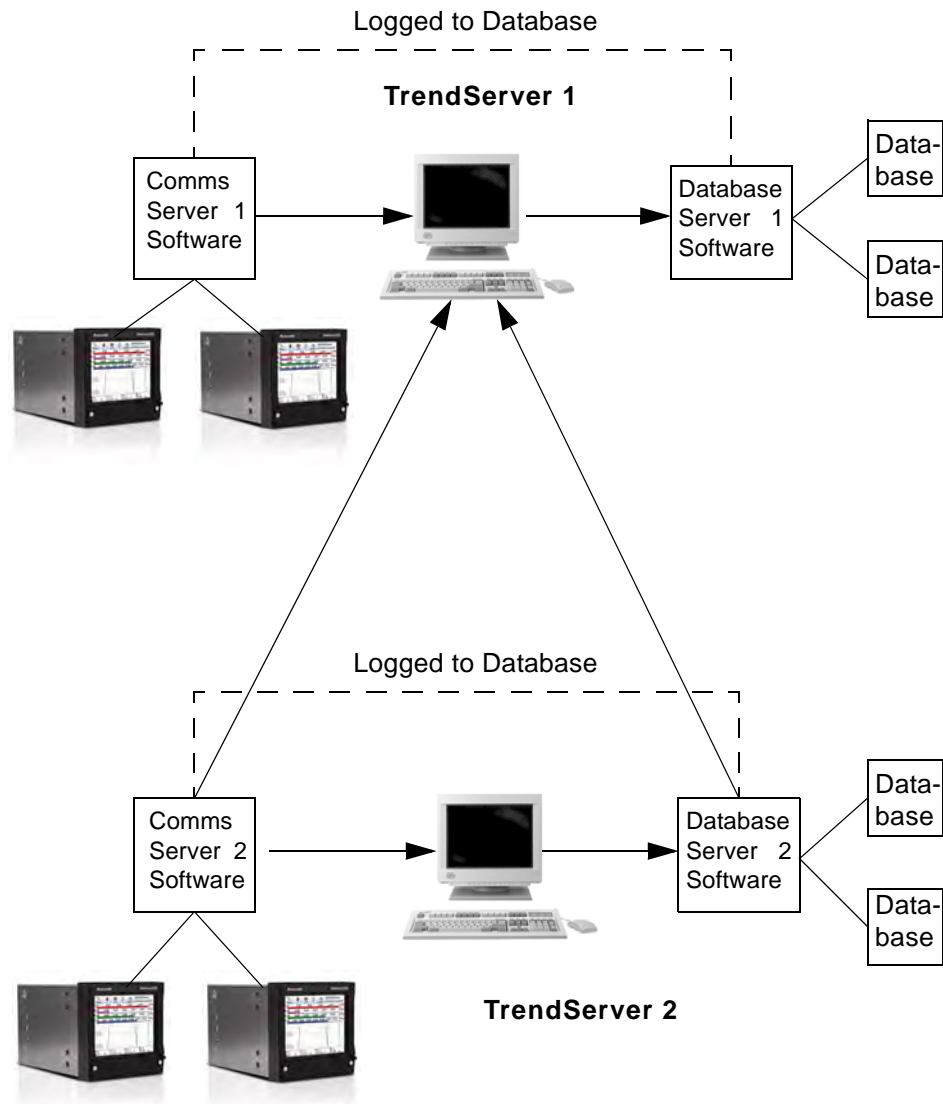 Logged to Database
TrendServer 1
Comms
Server 1
Software
Database
Server 1
Software
Data-
base
Data-
base
Logged to Database
Comms
Server 2
Software
Database
Server 2
Software
Data-
base
Data-
base
TrendServer 2